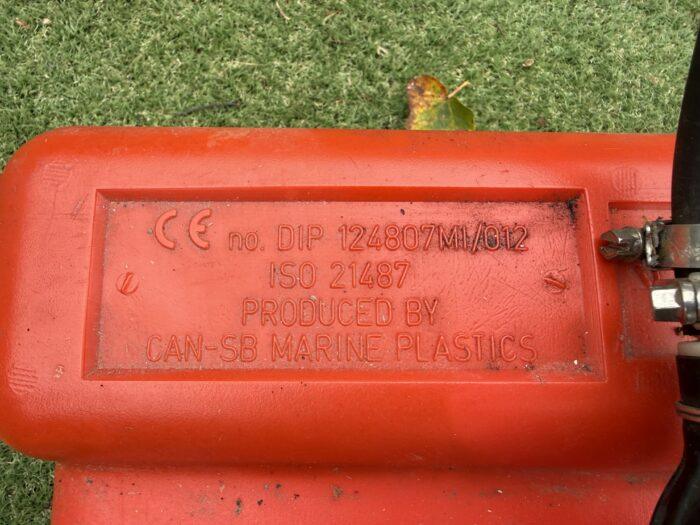 CE no. DIP 124807MI/012
ISO 21487
PRODUCED BY
CAN-SB MARINE PLASTICS